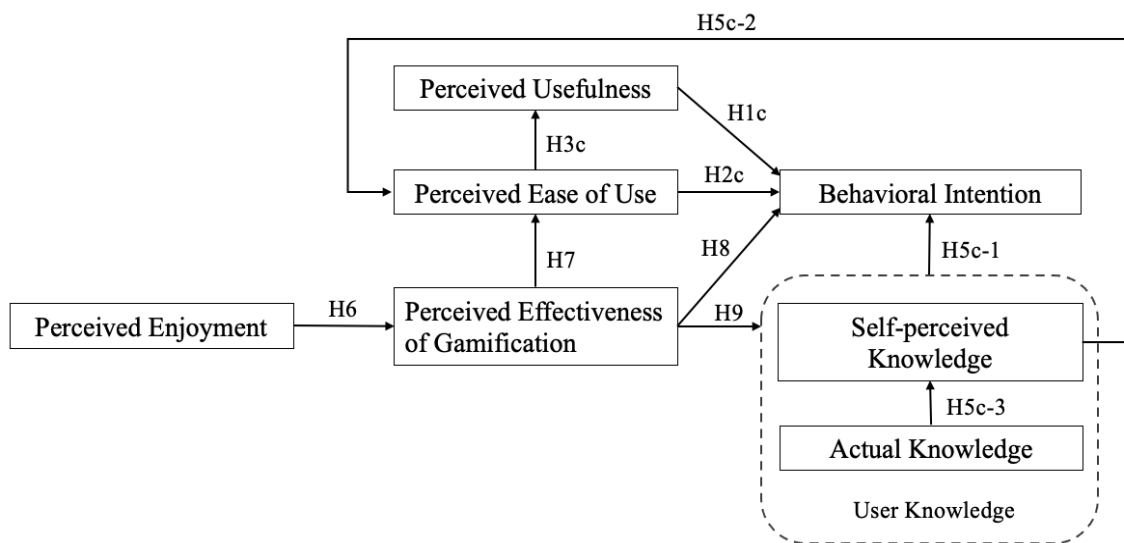 H5c-2
Perceived Usefulness
H1c
H3c
Perceived Ease of Use
H2c
Behavioral Intention
H7
H8
H5c-1
Perceived Enjoyment
H6
Perceived Effectiveness
of Gamification
H9
Self-perceived
Knowledge
H5c-3
Actual Knowledge
User Knowledge